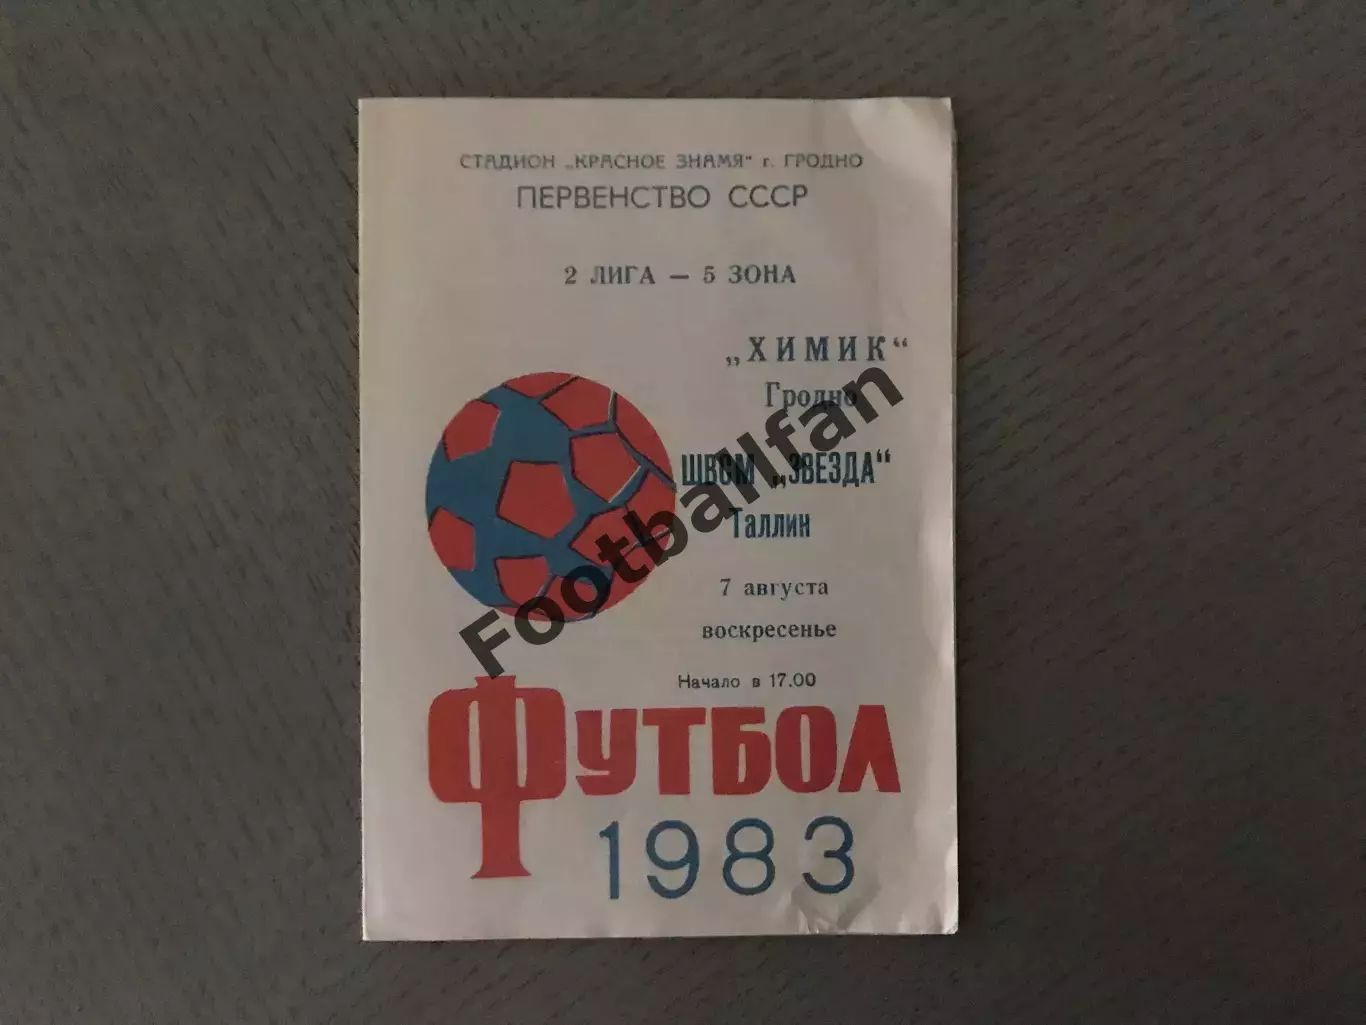 СТАДИОН „КРАСНОЕ ЗНАМЯ“ г. ГРОДНО
ПЕРВЕНСТВО СССР
2 ЛИГА — 5 ЗОНА
„ХИМИК“
Гродно
ШВСМ „ЗВЕЗДА“
Таллин
7 августа
воскресенье
Начало в 17.00
ФУТБОЛ
1983
Footballfan